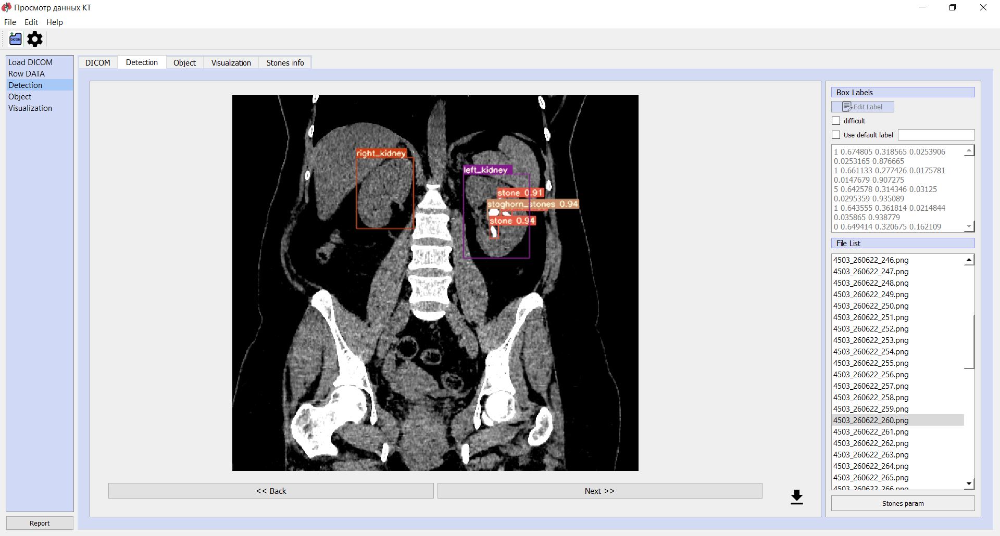 Просмотр данных КТ
File Edit Help
DICOM
Load DICOM
Row DATA
Detection
Object
Visualization
Report
DICOM Detection Object Visualization Stones info
right_kidney
left_kidney
stone 0.91
staghorn_stones 0.94
stone 0.94
<< Back
Next >>
Box Labels
Edit Label
difficult
Use default label
1 0.674805 0.318565 0.0253906
0.0253165 0.876665
1 0.661133 0.277426 0.0175781
0.0147679 0.907275
5 0.642578 0.314346 0.03125
0.0295359 0.935089
1 0.643555 0.361814 0.0214844
0.035865 0.938779
0 0.649414 0.320675 0.162109
File List
4503_260622_246.png
4503_260622_247.png
4503_260622_248.png
4503_260622_249.png
4503_260622_250.png
4503_260622_251.png
4503_260622_252.png
4503_260622_253.png
4503_260622_254.png
4503_260622_255.png
4503_260622_256.png
4503_260622_257.png
4503_260622_258.png
4503_260622_259.png
4503_260622_260.png
4503_260622_261.png
4503_260622_262.png
4503_260622_263.png
4503_260622_264.png
4503_260622_265.png
4503_260622_266.png
Stones param